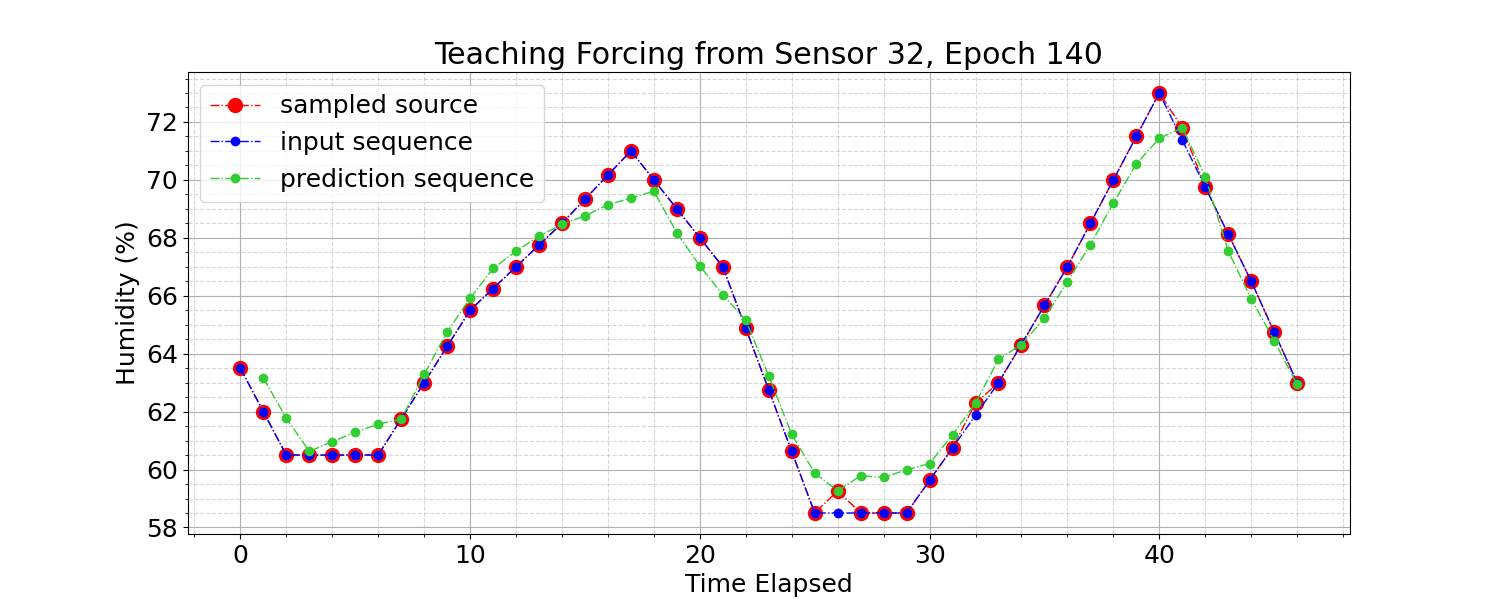 Teaching Forcing from Sensor 32, Epoch 140
sampled source
input sequence
prediction sequence
Humidity (%)
72
70
68
66
64
62
60
58
0 10 20 30 40
Time Elapsed